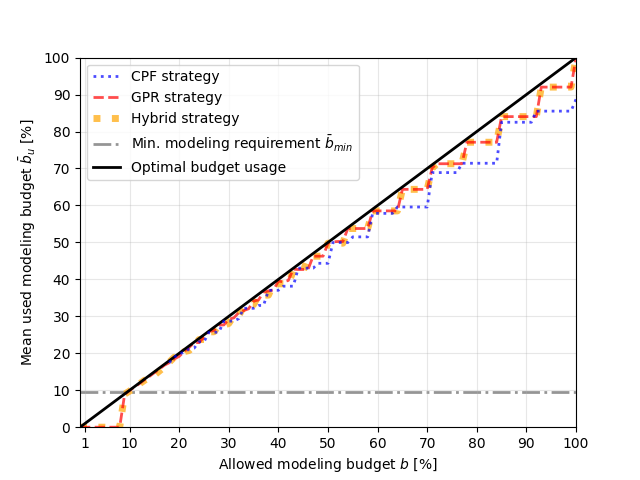 CPF strategy
GPR strategy
Hybrid strategy
Min. modeling requirement b̄_min
Optimal budget usage
Mean used modeling budget b̄_u [%]
100
90
80
70
60
50
40
30
20
10
0
1 10 20 30 40 50 60 70 80 90 100
Allowed modeling budget b [%]